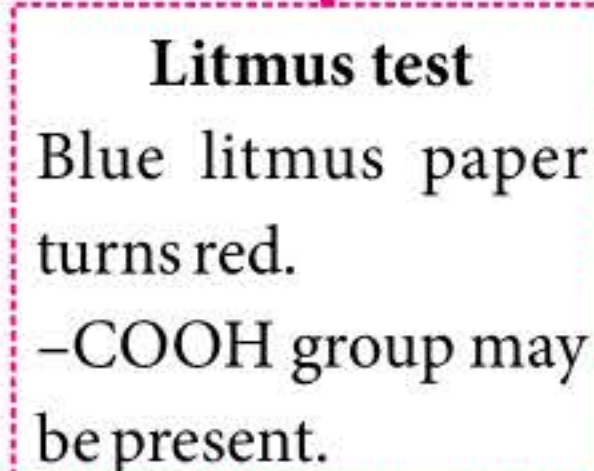 Litmus test
Blue litmus paper
turns red.
–COOH group may
be present.